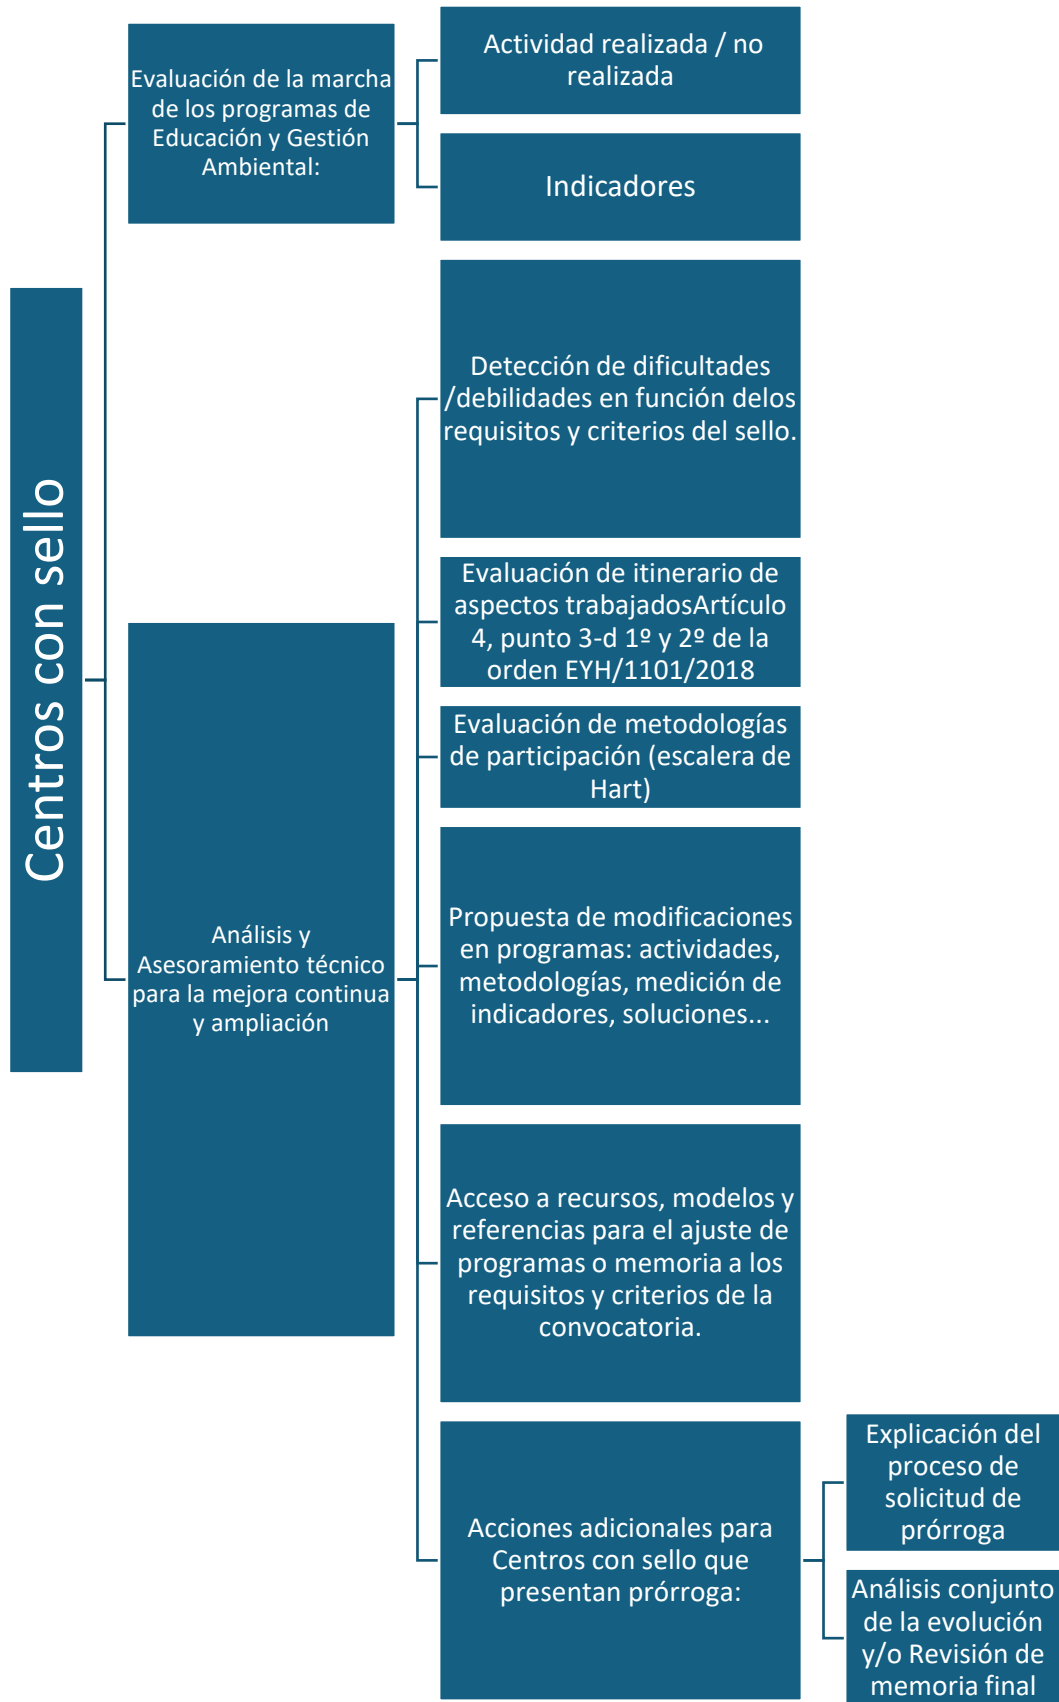 Centros con sello
Evaluación de la marcha
de los programas de
Educación y Gestión
Ambiental:
Actividad realizada / no
realizada
Indicadores
Análisis y
Asesoramiento técnico
para la mejora continua
y ampliación
Detección de dificultades
/debilidades en función delos
requisitos y criterios del sello.
Evaluación de itinerario de
aspectos trabajadosArtículo
4, punto 3-d 1º y 2º de la
orden EYH/1101/2018
Evaluación de metodologías
de participación (escalera de
Hart)
Propuesta de modificaciones
en programas: actividades,
metodologías, medición de
indicadores, soluciones...
Acceso a recursos, modelos y
referencias para el ajuste de
programas o memoria a los
requisitos y criterios de la
convocatoria.
Acciones adicionales para
Centros con sello que
presentan prórroga:
Explicación del
proceso de
solicitud de
prórroga
Análisis conjunto
de la evolución
y/o Revisión de
memoria final